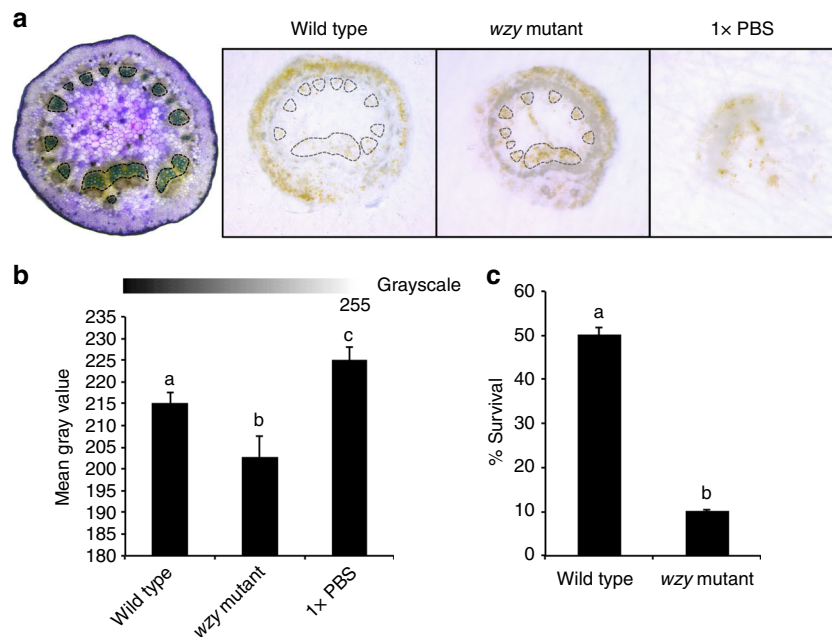 a
Wild type
wzy mutant
1× PBS
b
Grayscale
255
235
230
225
220
215
210
205
200
195
190
185
180
Mean gray value
a
b
c
Wild type
wzy mutant
1× PBS
c
60
50
40
30
20
10
0
% Survival
a
b
Wild type
wzy mutant